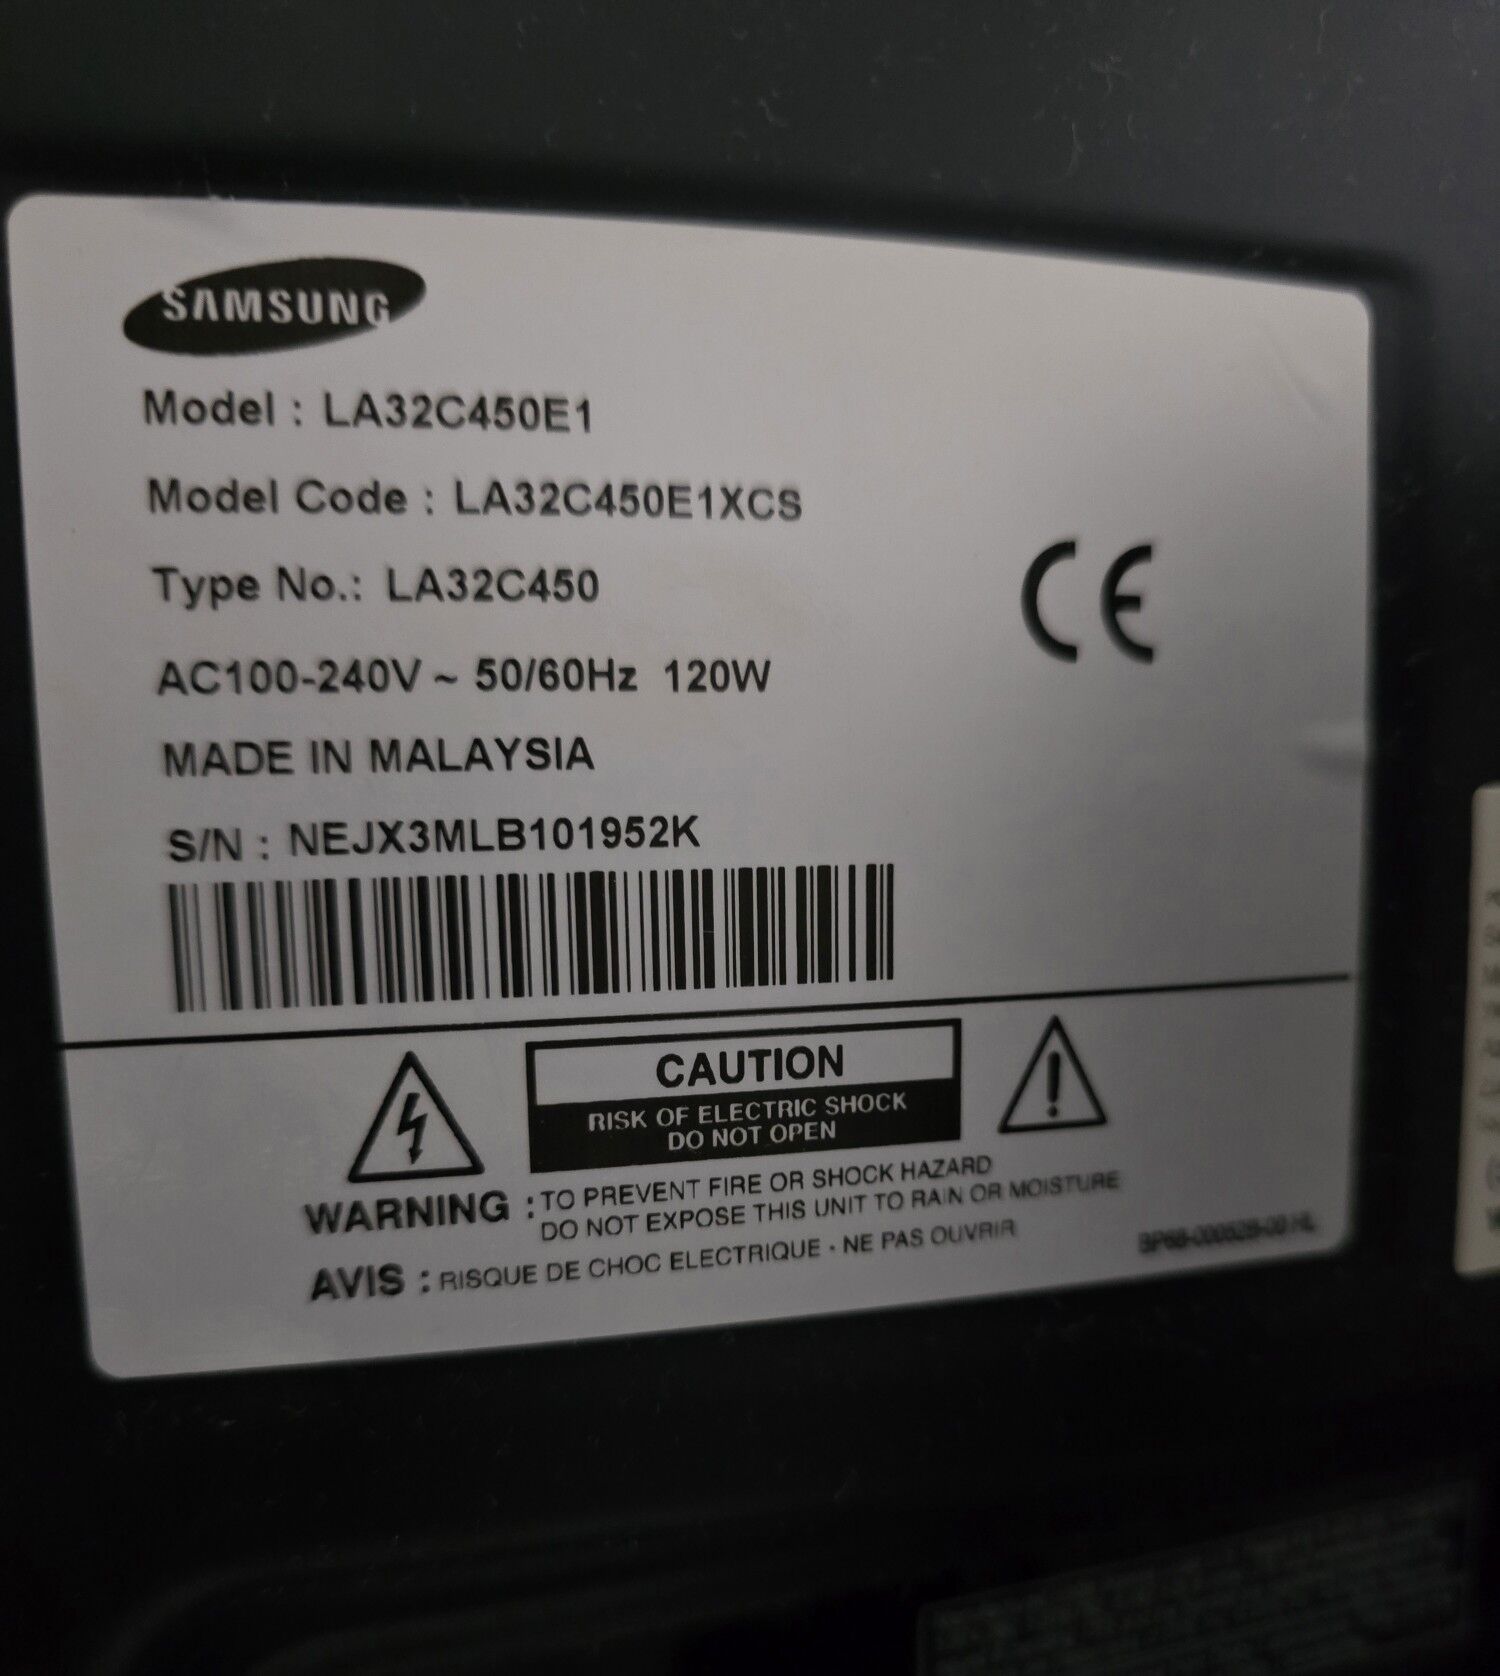 SAMSUNG
Model : LA32C450E1
Model Code : LA32C450E1XCS
Type No.: LA32C450
AC100-240V ~ 50/60Hz 120W
MADE IN MALAYSIA
S/N : NEJX3MLB101952K
CE
CAUTION
RISK OF ELECTRIC SHOCK
DO NOT OPEN
WARNING : TO PREVENT FIRE OR SHOCK HAZARD
DO NOT EXPOSE THIS UNIT TO RAIN OR MOISTURE
AVIS : RISQUE DE CHOC ELECTRIQUE - NE PAS OUVRIR